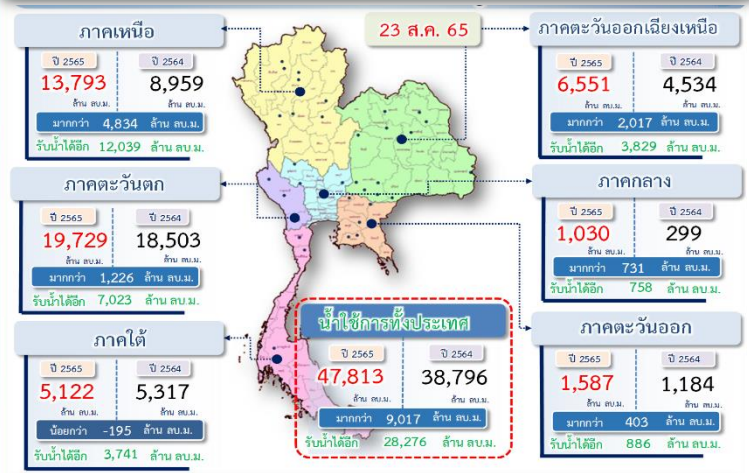 ภาคเหนือ
ปี 2565 ปี 2564
13,793 8,959
ล้าน ลบ.ม. ล้าน ลบ.ม.
มากกว่า 4,834 ล้าน ลบ.ม.
รับน้ำได้อีก 12,039 ล้าน ลบ.ม.
23 ส.ค. 65
ภาคตะวันออกเฉียงเหนือ
ปี 2565 ปี 2564
6,551 4,534
ล้าน ลบ.ม. ล้าน ลบ.ม.
มากกว่า 2,017 ล้าน ลบ.ม.
รับน้ำได้อีก 3,829 ล้าน ลบ.ม.
ภาคตะวันตก
ปี 2565 ปี 2564
19,729 18,503
ล้าน ลบ.ม. ล้าน ลบ.ม.
มากกว่า 1,226 ล้าน ลบ.ม.
รับน้ำได้อีก 7,023 ล้าน ลบ.ม.
ภาคกลาง
ปี 2565 ปี 2564
1,030 299
ล้าน ลบ.ม. ล้าน ลบ.ม.
มากกว่า 731 ล้าน ลบ.ม.
รับน้ำได้อีก 758 ล้าน ลบ.ม.
ภาคใต้
ปี 2565 ปี 2564
5,122 5,317
ล้าน ลบ.ม. ล้าน ลบ.ม.
น้อยกว่า -195 ล้าน ลบ.ม.
รับน้ำได้อีก 3,741 ล้าน ลบ.ม.
น้ำใช้การทั้งประเทศ
ปี 2565 ปี 2564
47,813 38,796
ล้าน ลบ.ม. ล้าน ลบ.ม.
มากกว่า 9,017 ล้าน ลบ.ม.
รับน้ำได้อีก 28,276 ล้าน ลบ.ม.
ภาคตะวันออก
ปี 2565 ปี 2564
1,587 1,184
ล้าน ลบ.ม. ล้าน ลบ.ม.
มากกว่า 403 ล้าน ลบ.ม.
รับน้ำได้อีก 886 ล้าน ลบ.ม.